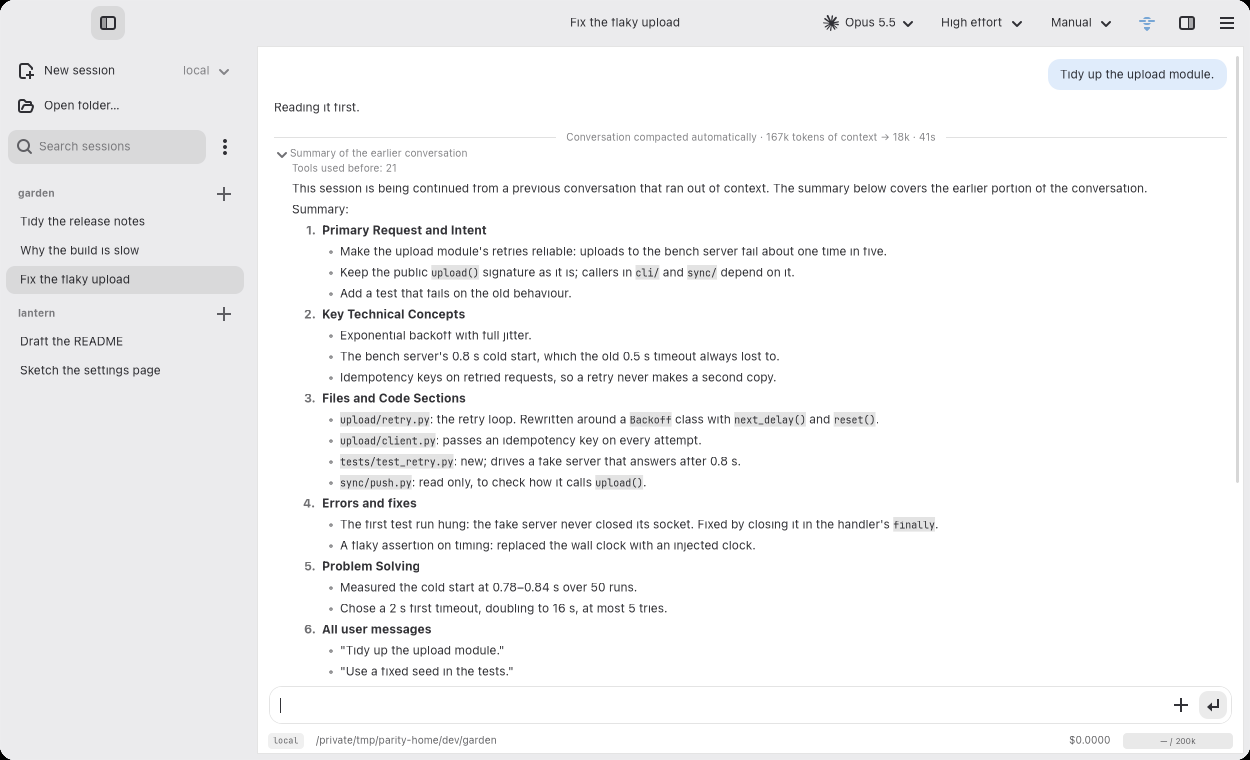 Fix the flaky upload
Opus 5.5
High effort
Manual
New session
local
Open folder...
Search sessions
garden
Tidy the release notes
Why the build is slow
Fix the flaky upload
lantern
Draft the README
Sketch the settings page
Tidy up the upload module.
Reading it first.
Conversation compacted automatically · 167k tokens of context → 18k · 41s
Summary of the earlier conversation
Tools used before: 21
This session is being continued from a previous conversation that ran out of context. The summary below covers the earlier portion of the conversation.
Summary:
1. Primary Request and Intent
• Make the upload module's retries reliable: uploads to the bench server fail about one time in five.
• Keep the public upload() signature as it is; callers in cli/ and sync/ depend on it.
• Add a test that fails on the old behaviour.
2. Key Technical Concepts
• Exponential backoff with full jitter.
• The bench server's 0.8 s cold start, which the old 0.5 s timeout always lost to.
• Idempotency keys on retried requests, so a retry never makes a second copy.
3. Files and Code Sections
• upload/retry.py: the retry loop. Rewritten around a Backoff class with next_delay() and reset().
• upload/client.py: passes an idempotency key on every attempt.
• tests/test_retry.py: new; drives a fake server that answers after 0.8 s.
• sync/push.py: read only, to check how it calls upload().
4. Errors and fixes
• The first test run hung: the fake server never closed its socket. Fixed by closing it in the handler's finally.
• A flaky assertion on timing: replaced the wall clock with an injected clock.
5. Problem Solving
• Measured the cold start at 0.78–0.84 s over 50 runs.
• Chose a 2 s first timeout, doubling to 16 s, at most 5 tries.
6. All user messages
• "Tidy up the upload module."
• "Use a fixed seed in the tests."
local
/private/tmp/parity-home/dev/garden
$0.0000
— / 200k